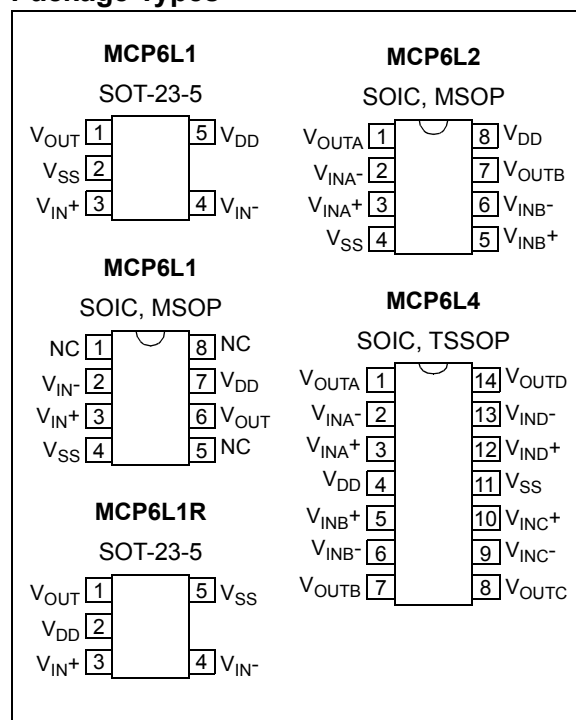 Package Types
MCP6L1
SOT-23-5
VOUT 1 5 VDD
VSS 2
VIN+ 3 4 VIN-
MCP6L1
SOIC, MSOP
NC 1 8 NC
VIN- 2 7 VDD
VIN+ 3 6 VOUT
VSS 4 5 NC
MCP6L1R
SOT-23-5
VOUT 1 5 VSS
VDD 2
VIN+ 3 4 VIN-
MCP6L2
SOIC, MSOP
VOUTA 1 8 VDD
VINA- 2 7 VOUTB
VINA+ 3 6 VINB-
VSS 4 5 VINB+
MCP6L4
SOIC, TSSOP
VOUTA 1 14 VOUTD
VINA- 2 13 VIND-
VINA+ 3 12 VIND+
VDD 4 11 VSS
VINB+ 5 10 VINC+
VINB- 6 9 VINC-
VOUTB 7 8 VOUTC